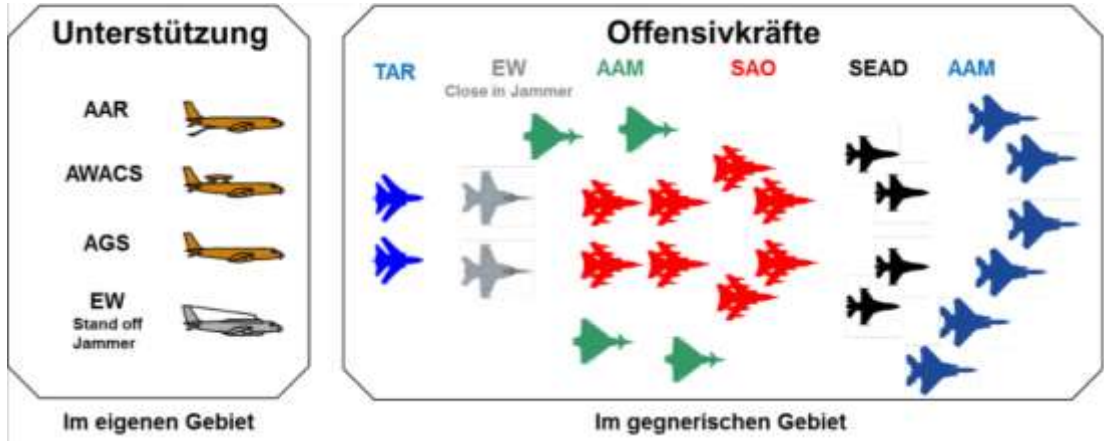 Unterstützung
AAR
AWACS
AGS
EW
Stand off
Jammer
Im eigenen Gebiet
Offensivkräfte
TAR EW AAM SAO SEAD AAM
Close in Jammer
Im gegnerischen Gebiet